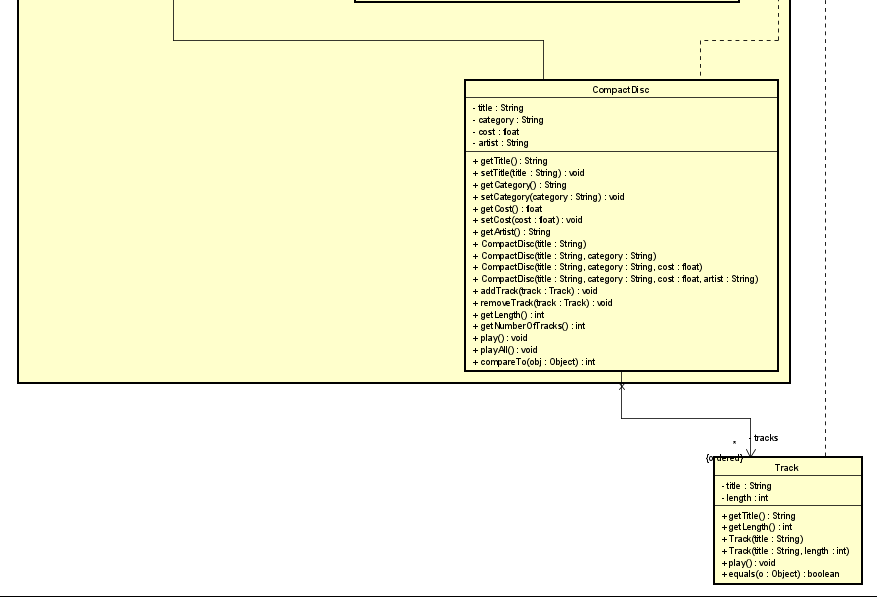 CompactDisc
- title : String
- category : String
- cost : float
- artist : String
+ getTitle() : String
+ setTitle(title : String) : void
+ getCategory() : String
+ setCategory(category : String) : void
+ getCost() : float
+ setCost(cost : float) : void
+ getArtist() : String
+ CompactDisc(title : String)
+ CompactDisc(title : String, category : String)
+ CompactDisc(title : String, category : String, cost : float)
+ CompactDisc(title : String, category : String, cost : float, artist : String)
+ addTrack(track : Track) : void
+ removeTrack(track : Track) : void
+ getLength() : int
+ getNumberOfTracks() : int
+ play() : void
+ playAll() : void
+ compareTo(obj : Object) : int
- tracks
*
{ordered}
Track
- title : String
- length : int
+ getTitle() : String
+ getLength() : int
+ Track(title : String)
+ Track(title : String, length : int)
+ play() : void
+ equals(o : Object) : boolean